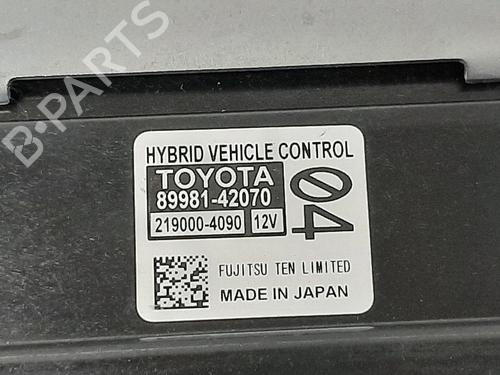 B-PARTS
HYBRID VEHICLE CONTROL
TOYOTA
89981-42070
219000-4090 12V
04
FUJITSU TEN LIMITED
MADE IN JAPAN